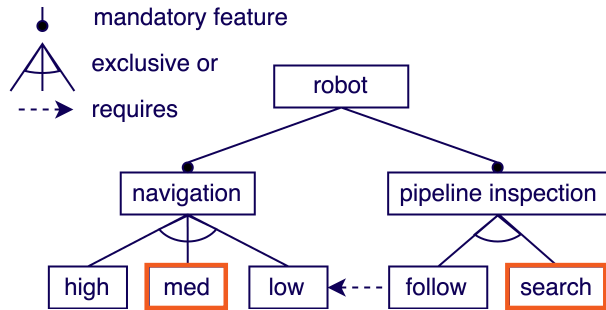 mandatory feature
exclusive or
requires
robot
navigation
pipeline inspection
high
med
low
follow
search